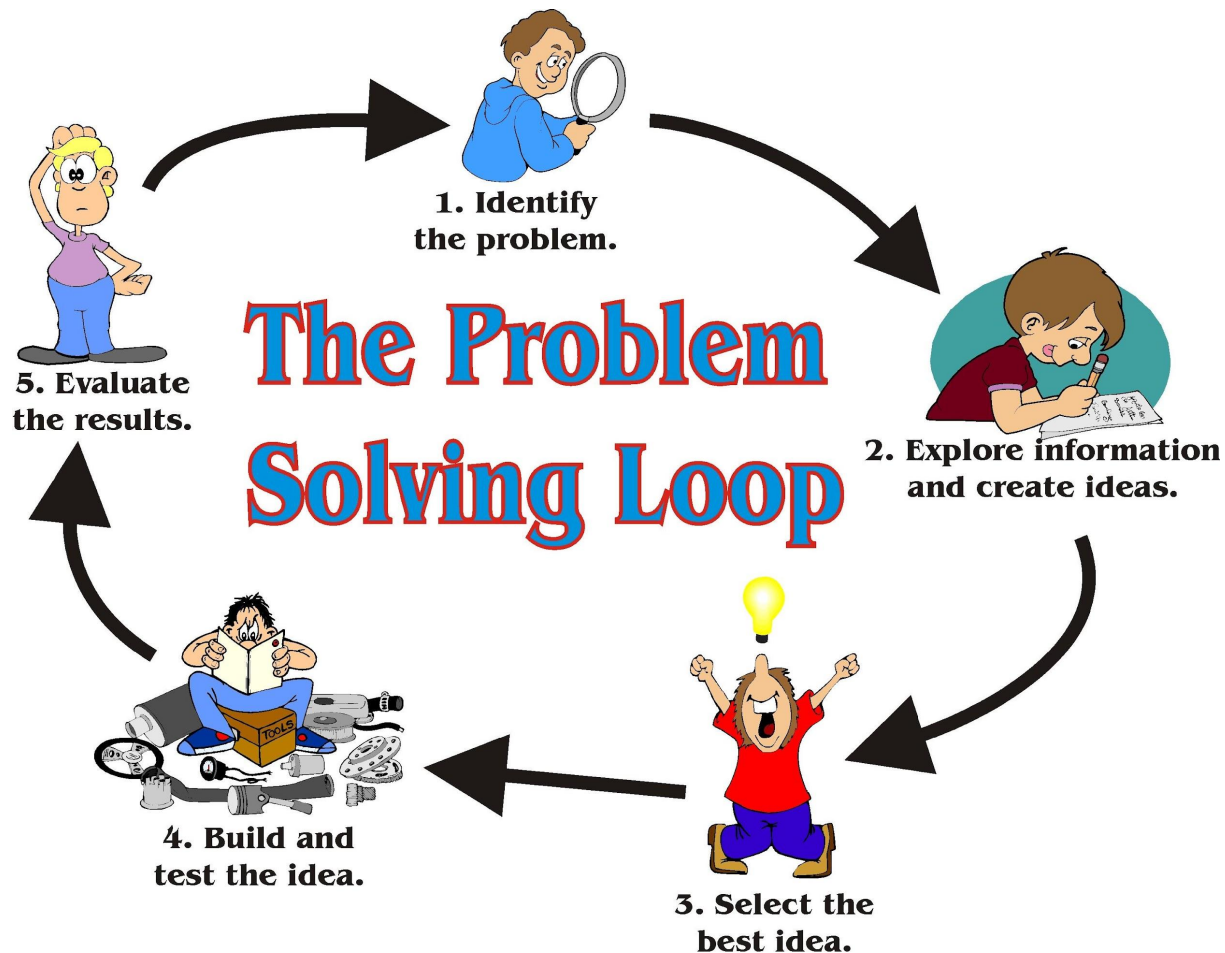 The Problem
Solving Loop
1. Identify
the problem.
2. Explore information
and create ideas.
3. Select the
best idea.
4. Build and
test the idea.
TOOLS
5. Evaluate
the results.